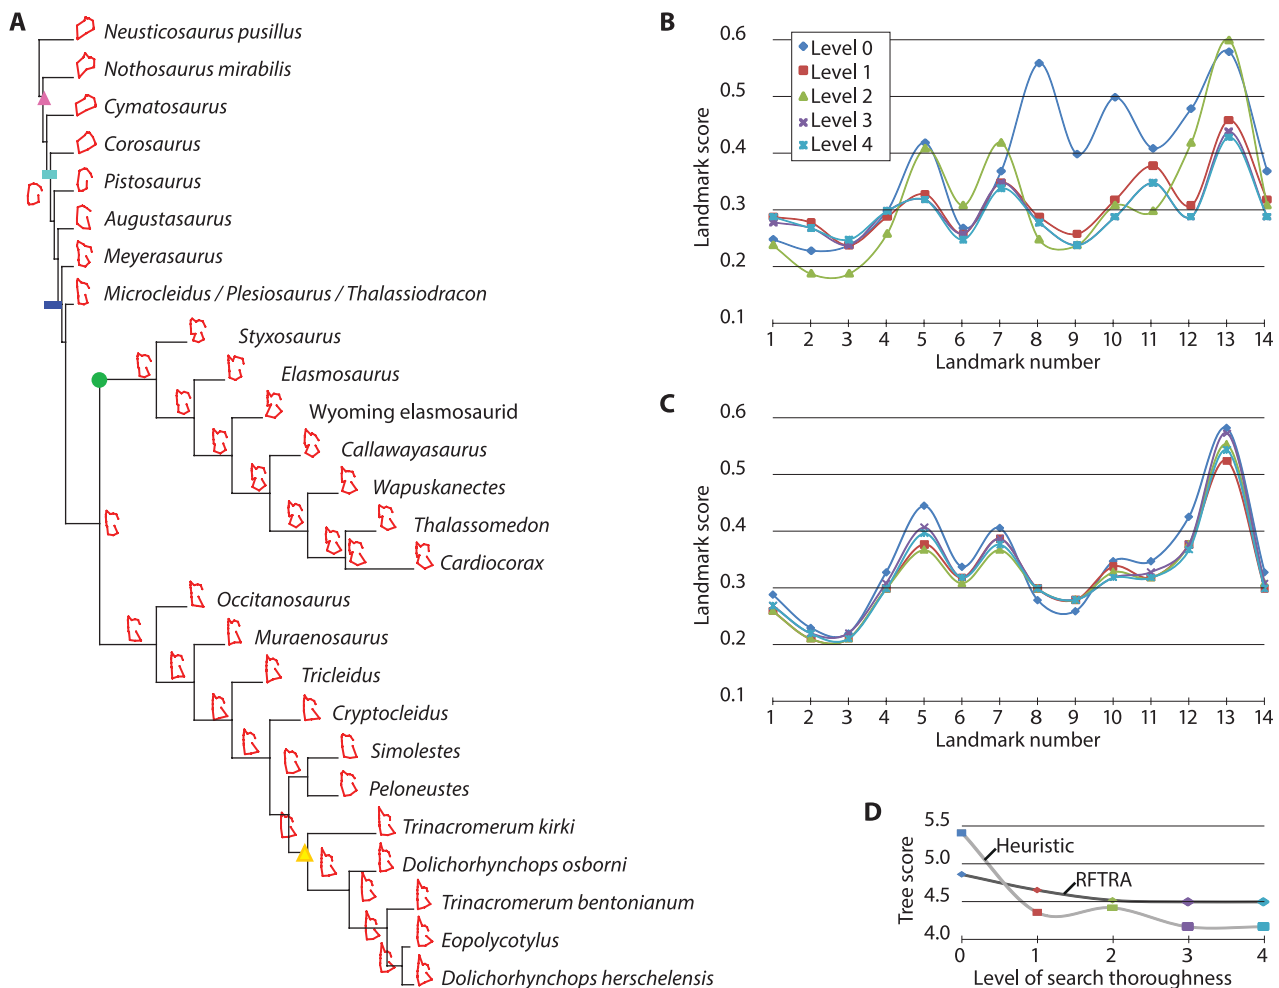 A
Neusticosaurus pusillus
Nothosaurus mirabilis
Cymatosaurus
Corosaurus
Pistosaurus
Augustasaurus
Meyerasaurus
Microcleidus / Plesiosaurus / Thalassiodracon
Styxosaurus
Elasmosaurus
Wyoming elasmosaurid
Callawayasaurus
Wapuskanectes
Thalassomedon
Cardiocorax
Occitanosaurus
Muraenosaurus
Tricleidus
Cryptocleidus
Simolestes
Peloneustes
Trinacromerum kirki
Dolichorhynchops osborni
Trinacromerum bentonianum
Eopolycotylus
Dolichorhynchops herschelensis
B
Landmark score
0.6
0.5
0.4
0.3
0.2
0.1
Level 0
Level 1
Level 2
Level 3
Level 4
1 2 3 4 5 6 7 8 9 10 11 12 13 14
Landmark number
C
Landmark score
0.6
0.5
0.4
0.3
0.2
0.1
1 2 3 4 5 6 7 8 9 10 11 12 13 14
Landmark number
D
Tree score
5.5
5.0
4.5
4.0
Heuristic
RFTRA
0 1 2 3 4
Level of search thoroughness